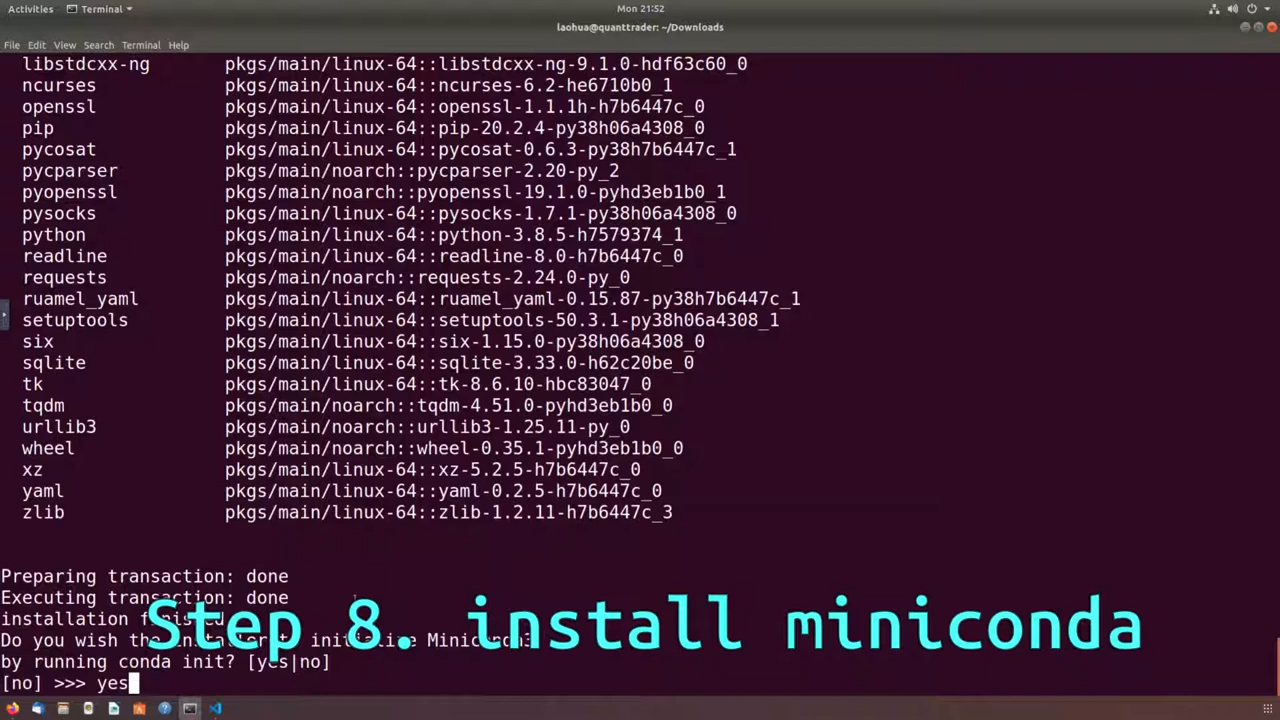 Activities Terminal Mon 21:52
laohua@quanttrader: ~/Downloads
File Edit View Search Terminal Help
libstdcxx-ng pkgs/main/linux-64::libstdcxx-ng-9.1.0-hdf63c60_0
ncurses pkgs/main/linux-64::ncurses-6.2-he6710b0_1
openssl pkgs/main/linux-64::openssl-1.1.1h-h7b6447c_0
pip pkgs/main/linux-64::pip-20.2.4-py38h06a4308_0
pycosat pkgs/main/linux-64::pycosat-0.6.3-py38h7b6447c_1
pycparser pkgs/main/noarch::pycparser-2.20-py_2
pyopenssl pkgs/main/noarch::pyopenssl-19.1.0-pyhd3eb1b0_1
pysocks pkgs/main/linux-64::pysocks-1.7.1-py38h06a4308_0
python pkgs/main/linux-64::python-3.8.5-h7579374_1
readline pkgs/main/linux-64::readline-8.0-h7b6447c_0
requests pkgs/main/noarch::requests-2.24.0-py_0
ruamel_yaml pkgs/main/linux-64::ruamel_yaml-0.15.87-py38h7b6447c_1
setuptools pkgs/main/linux-64::setuptools-50.3.1-py38h06a4308_1
six pkgs/main/linux-64::six-1.15.0-py38h06a4308_0
sqlite pkgs/main/linux-64::sqlite-3.33.0-h62c20be_0
tk pkgs/main/linux-64::tk-8.6.10-hbc83047_0
tqdm pkgs/main/noarch::tqdm-4.51.0-pyhd3eb1b0_0
urllib3 pkgs/main/noarch::urllib3-1.25.11-py_0
wheel pkgs/main/noarch::wheel-0.35.1-pyhd3eb1b0_0
xz pkgs/main/linux-64::xz-5.2.5-h7b6447c_0
yaml pkgs/main/linux-64::yaml-0.2.5-h7b6447c_0
zlib pkgs/main/linux-64::zlib-1.2.11-h7b6447c_3
Preparing transaction: done
Executing transaction: done
installation finished.
Step 8. install miniconda
Do you wish the installer to initialize Miniconda3
by running conda init? [yes|no]
[no] >>> yes